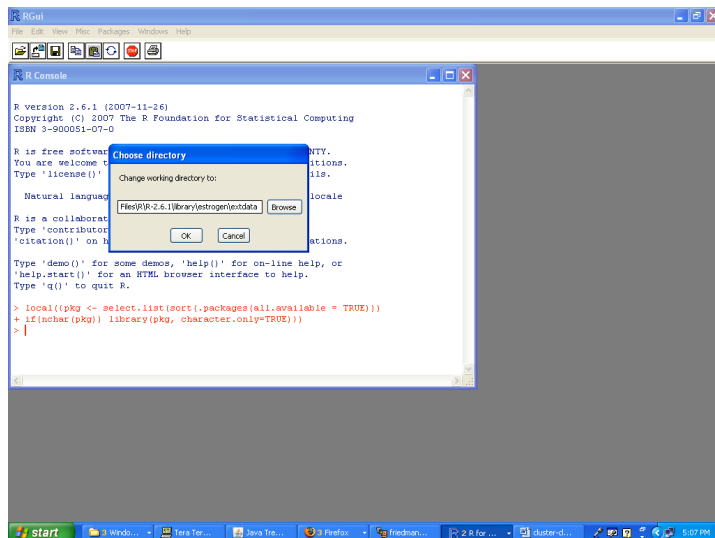 RGui
File Edit View Misc Packages Windows Help
R Console
R version 2.6.1 (2007-11-26)
Copyright (C) 2007 The R Foundation for Statistical Computing
ISBN 3-900051-07-0
R is free softwar NTY.
You are welcome t itions.
Type 'license()' ils.
Natural languag locale
R is a collaborat
Type 'contributor
'citation()' on h ations.
Choose directory
Change working directory to:
Files\R\R-2.6.1\library\estrogen\extdata Browse
OK Cancel
Type 'demo()' for some demos, 'help()' for on-line help, or
'help.start()' for an HTML browser interface to help.
Type 'q()' to quit R.
> local({pkg <- select.list(sort(.packages(all.available = TRUE)))
+ if(nchar(pkg)) library(pkg, character.only=TRUE)})
>
start 3 Windo... Tera Ter... Java Tre... 3 Firefox friedman... 2 R for ... cluster-d... 5:07 PM